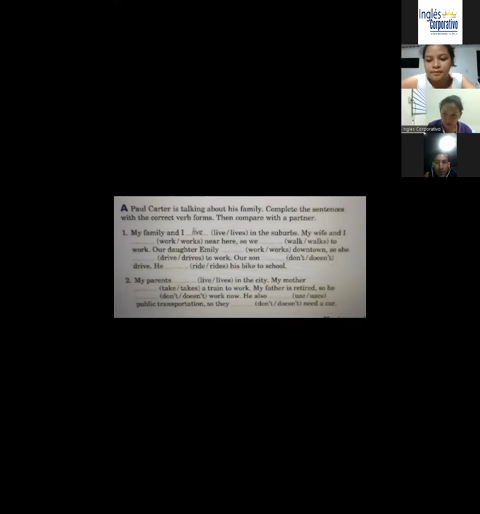 Inglés
Corporativo
Inglés Corporativo
A Paul Carter is talking about his family. Complete the sentences
with the correct verb forms. Then compare with a partner.
1. My family and I live (live / lives) in the suburbs. My wife and I
(work / works) near here, so we (walk / walks) to
work. Our daughter Emily (work / works) downtown, so she
(drive / drives) to work. Our son (don't / doesn't)
drive. He (ride / rides) his bike to school.
2. My parents (live / lives) in the city. My mother
(take / takes) a train to work. My father is retired, so he
(don't / doesn't) work now. He also (use / uses)
public transportation, so they (don't / doesn't) need a car.